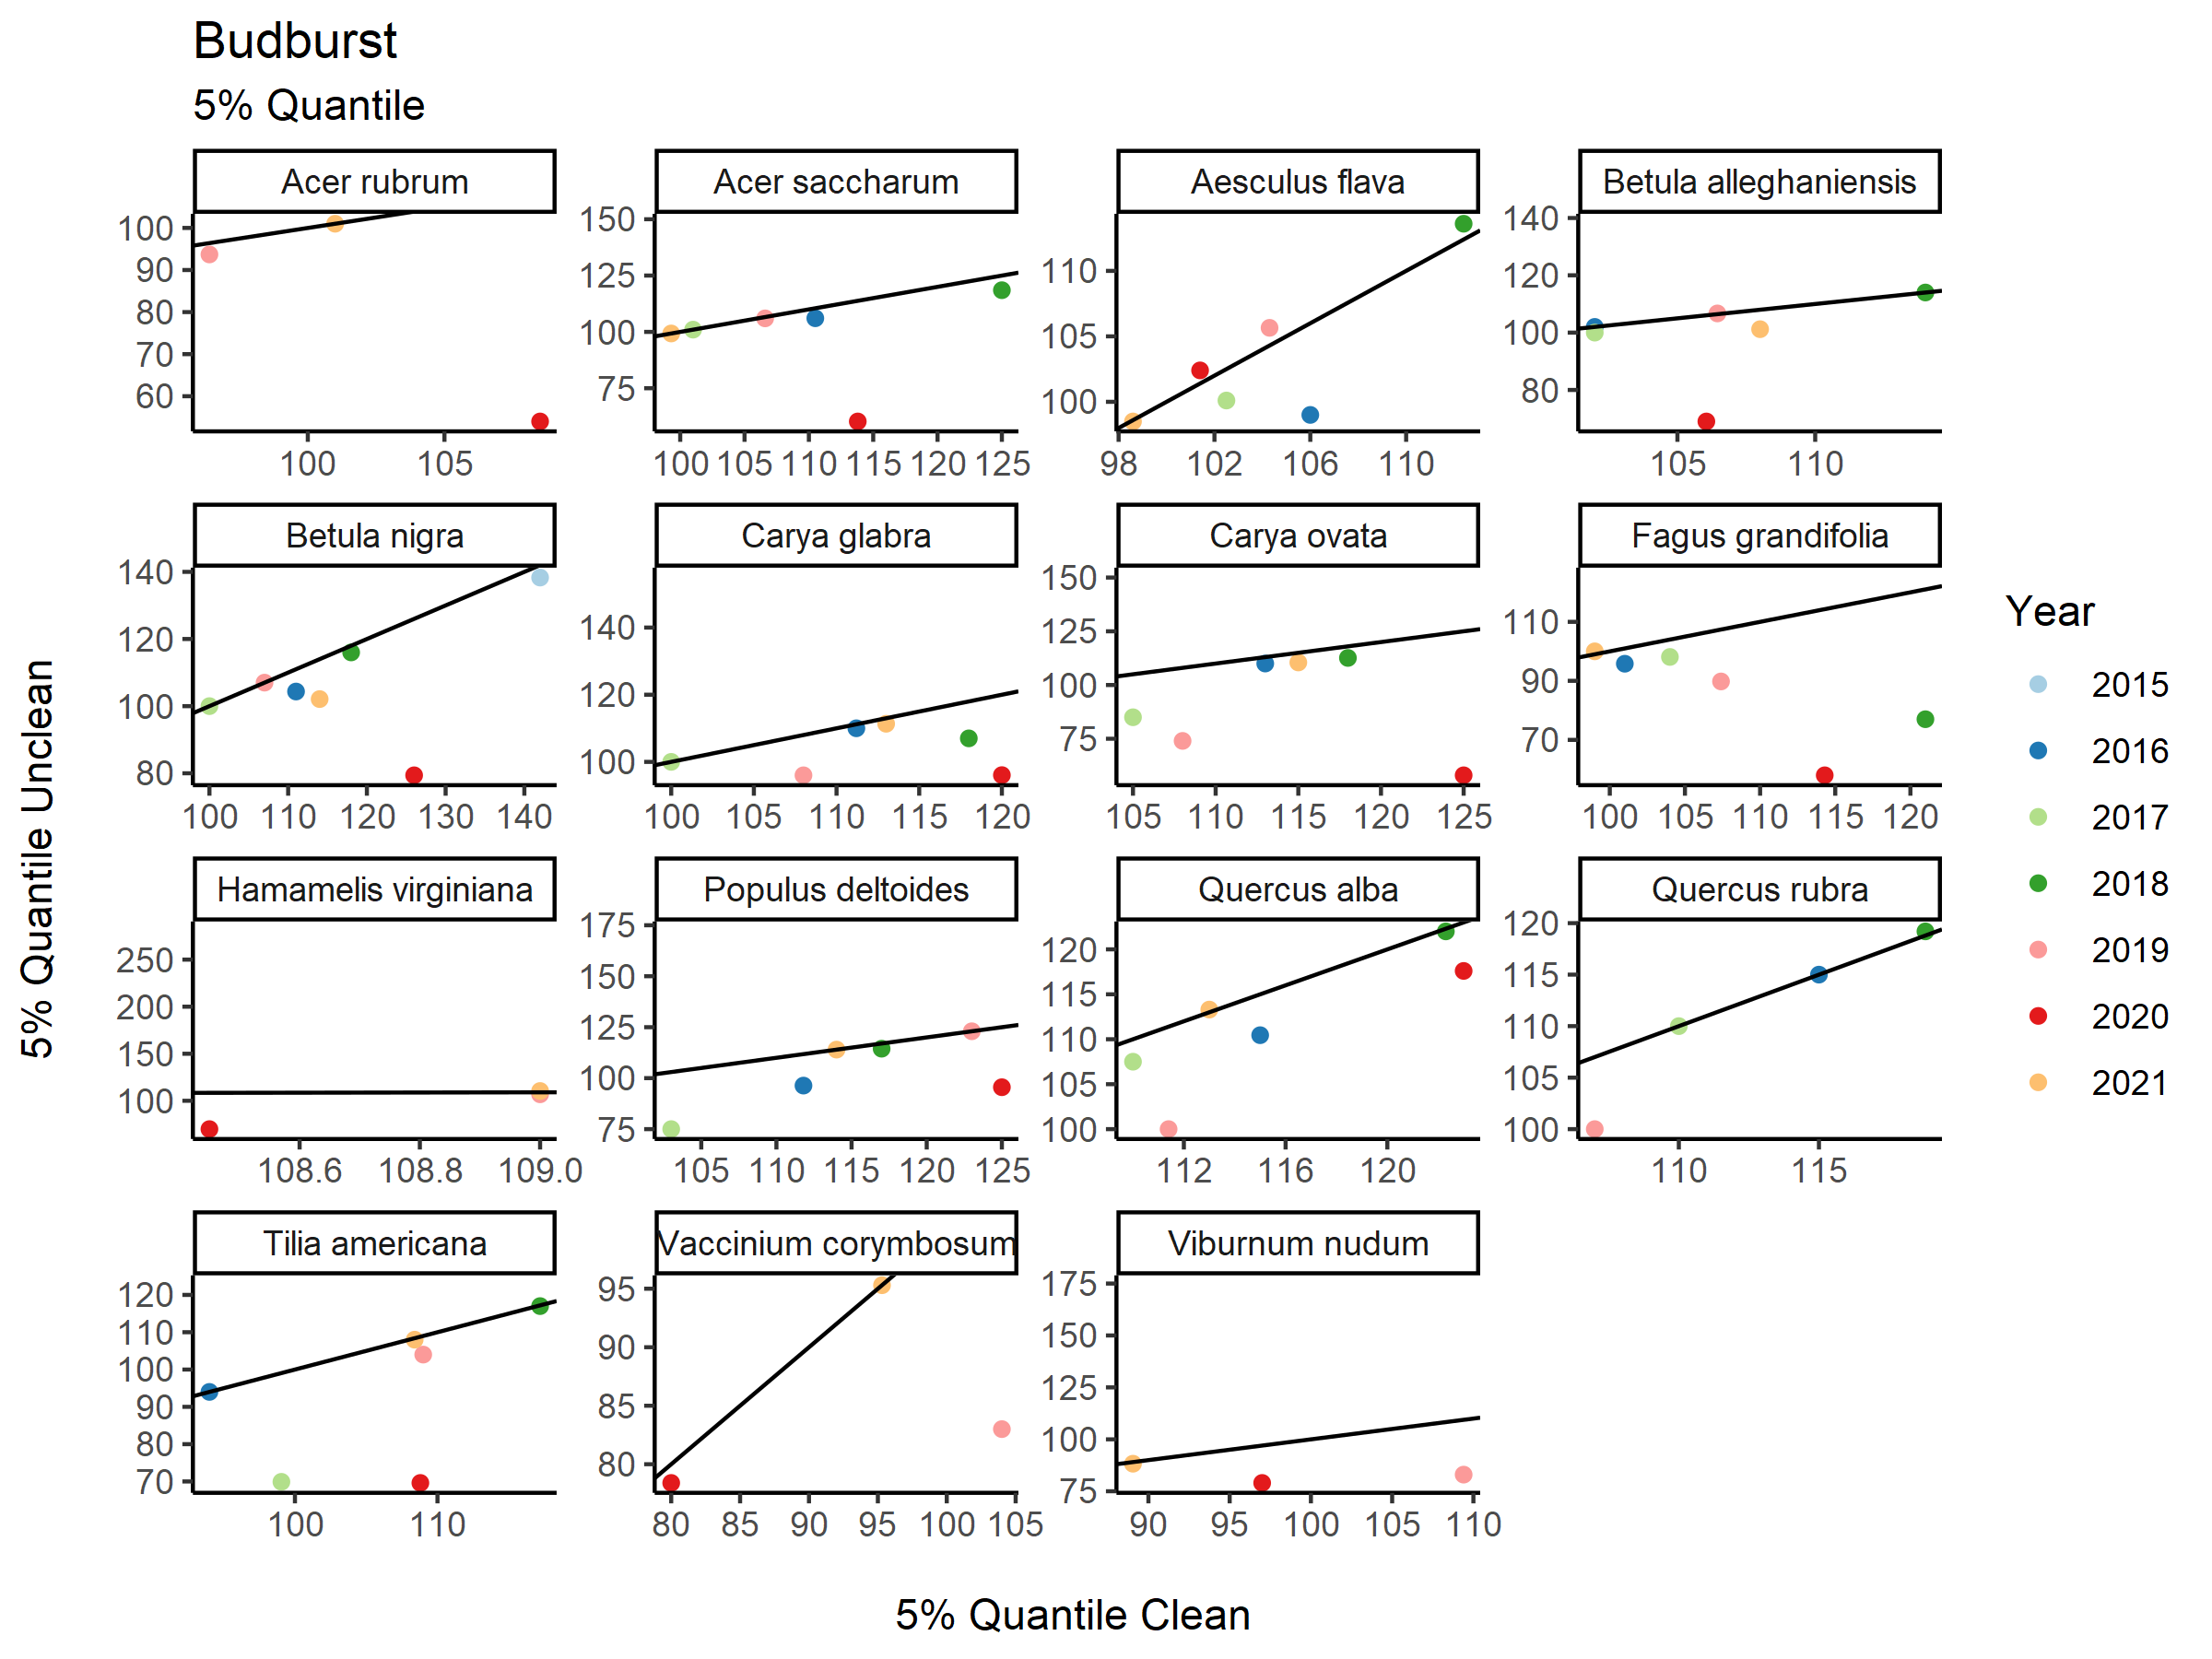 Budburst
5% Quantile
Acer rubrum
Acer saccharum
Aesculus flava
Betula alleghaniensis
100
90
80
70
60
150
125
100
75
110
105
100
140
120
100
80
100 105
100 105 110 115 120 125
98 102 106 110
105 110
Betula nigra
Carya glabra
Carya ovata
Fagus grandifolia
140
120
100
80
140
120
100
150
125
100
75
110
90
70
100 110 120 130 140
100 105 110 115 120
105 110 115 120 125
100 105 110 115 120
Hamamelis virginiana
Populus deltoides
Quercus alba
Quercus rubra
250
200
150
100
175
150
125
100
75
120
115
110
105
100
120
115
110
105
100
108.6 108.8 109.0
105 110 115 120 125
112 116 120
110 115
Tilia americana
Vaccinium corymbosum
Viburnum nudum
120
110
100
90
80
70
95
90
85
80
175
150
125
100
75
100 110
80 85 90 95 100 105
90 95 100 105 110
5% Quantile Unclean
5% Quantile Clean
Year
2015
2016
2017
2018
2019
2020
2021